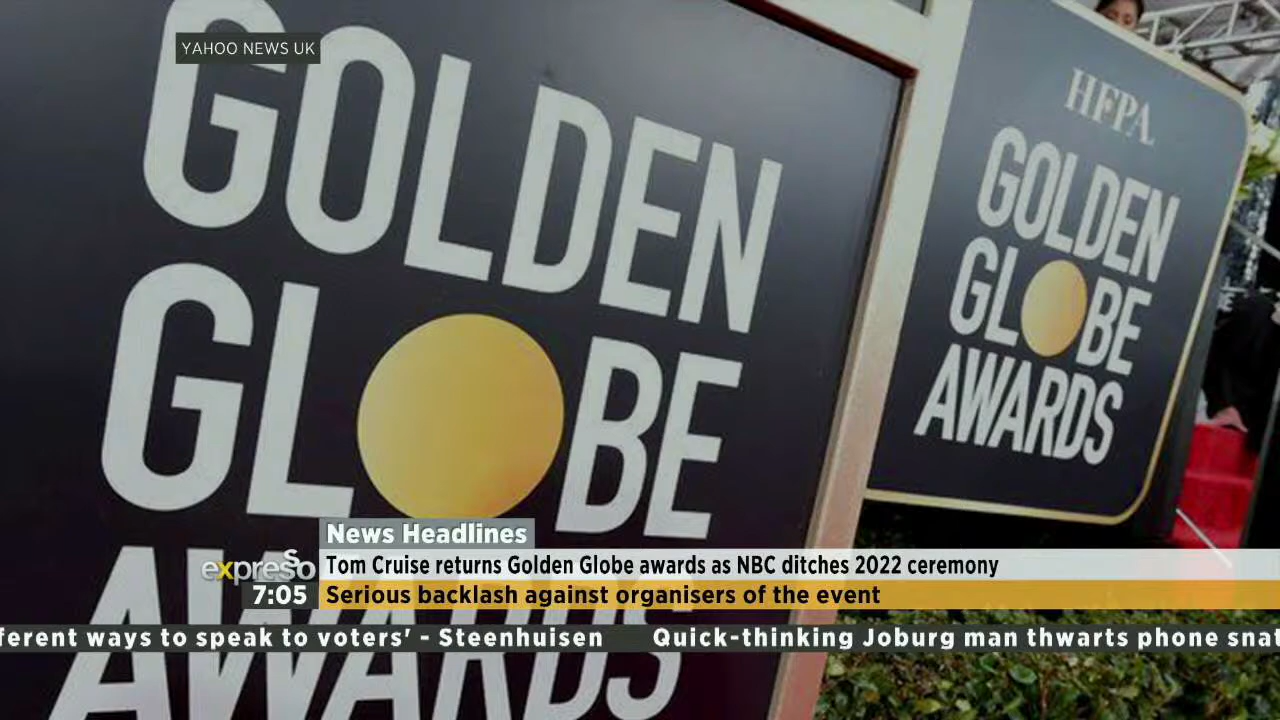 YAHOO NEWS UK
GOLDEN
GLOBE
AWARDS
HFPA
GOLDEN
GLOBE
AWARDS
News Headlines
expresso
Tom Cruise returns Golden Globe awards as NBC ditches 2022 ceremony
7:05
Serious backlash against organisers of the event
ferent ways to speak to voters' - Steenhuisen Quick-thinking Joburg man thwarts phone snat